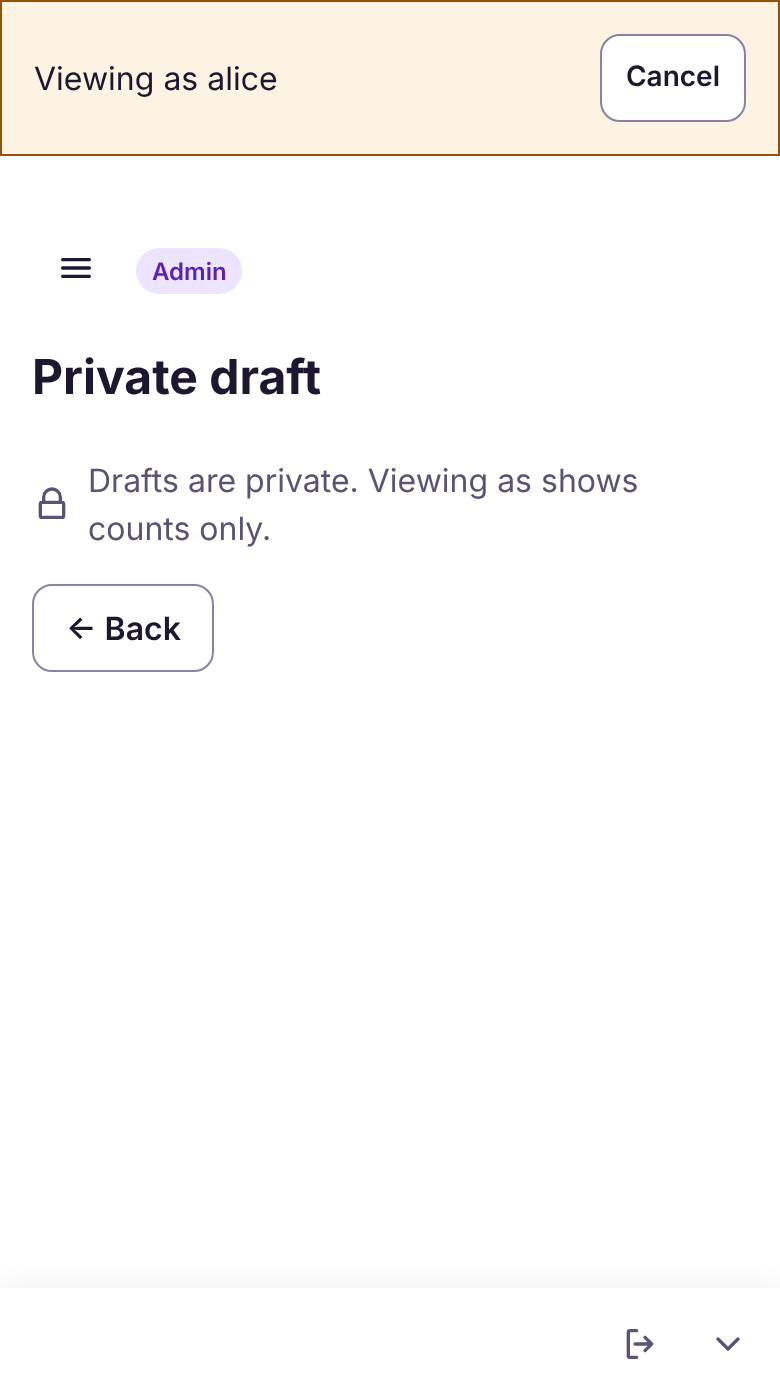 Viewing as alice
Cancel
Admin
Private draft
Drafts are private. Viewing as shows
counts only.
← Back